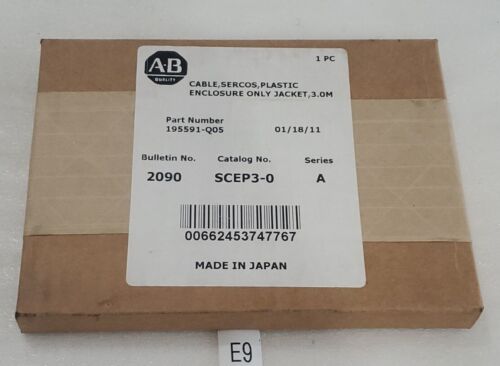 A-B
QUALITY
1 PC
CABLE,SERCOS,PLASTIC
ENCLOSURE ONLY JACKET,3.0M
Part Number
195591-Q05 01/18/11
Bulletin No. Catalog No. Series
2090 SCEP3-0 A
00662453747767
MADE IN JAPAN
E9